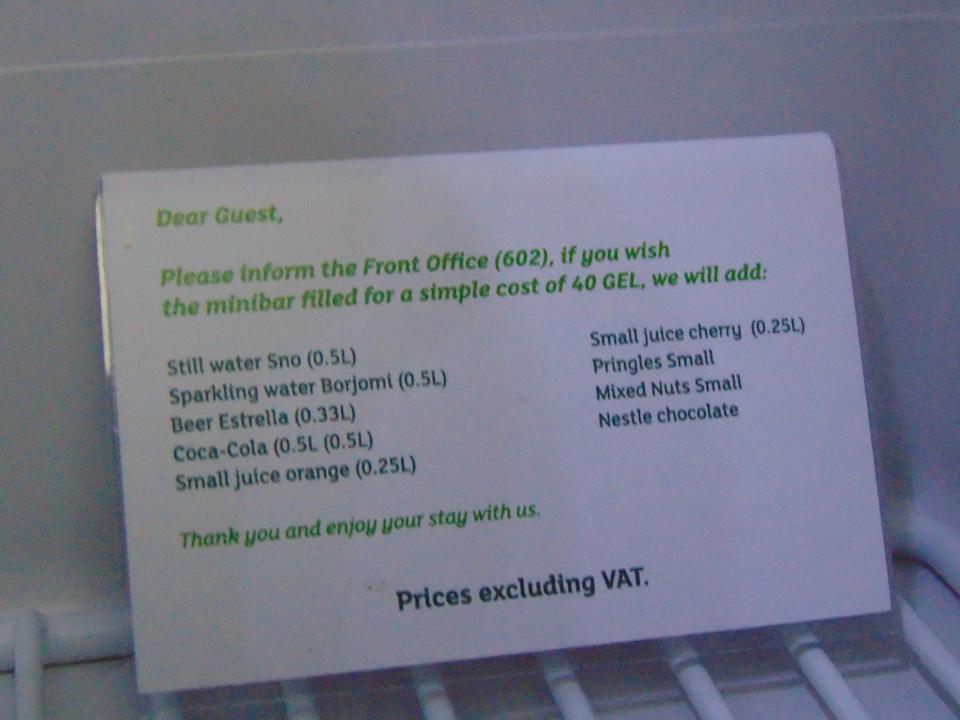 Dear Guest,
Please inform the Front Office (602), if you wish
the minibar filled for a simple cost of 40 GEL, we will add:
Still water Sno (0.5L)
Sparkling water Borjomi (0.5L)
Beer Estrella (0.33L)
Coca-Cola (0.5L (0.5L)
Small juice orange (0.25L)
Small juice cherry (0.25L)
Pringles Small
Mixed Nuts Small
Nestle chocolate
Thank you and enjoy your stay with us.
Prices excluding VAT.